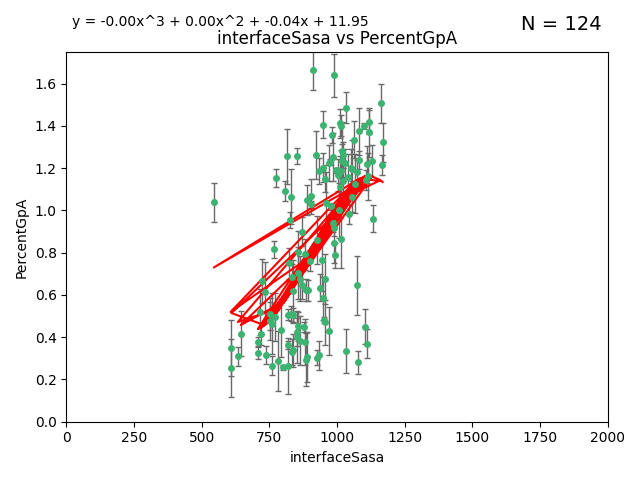 y = -0.00x^3 + 0.00x^2 + -0.04x + 11.95
N = 124
interfaceSasa vs PercentGpA
PercentGpA
1.6
1.4
1.2
1.0
0.8
0.6
0.4
0.2
0.0
0 250 500 750 1000 1250 1500 1750 2000
interfaceSasa